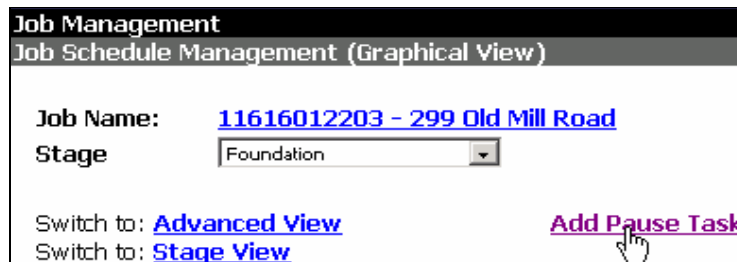 Job Management
Job Schedule Management (Graphical View)
Job Name: 11616012203 - 299 Old Mill Road
Stage Foundation
Switch to: Advanced View Add Pause Task
Switch to: Stage View